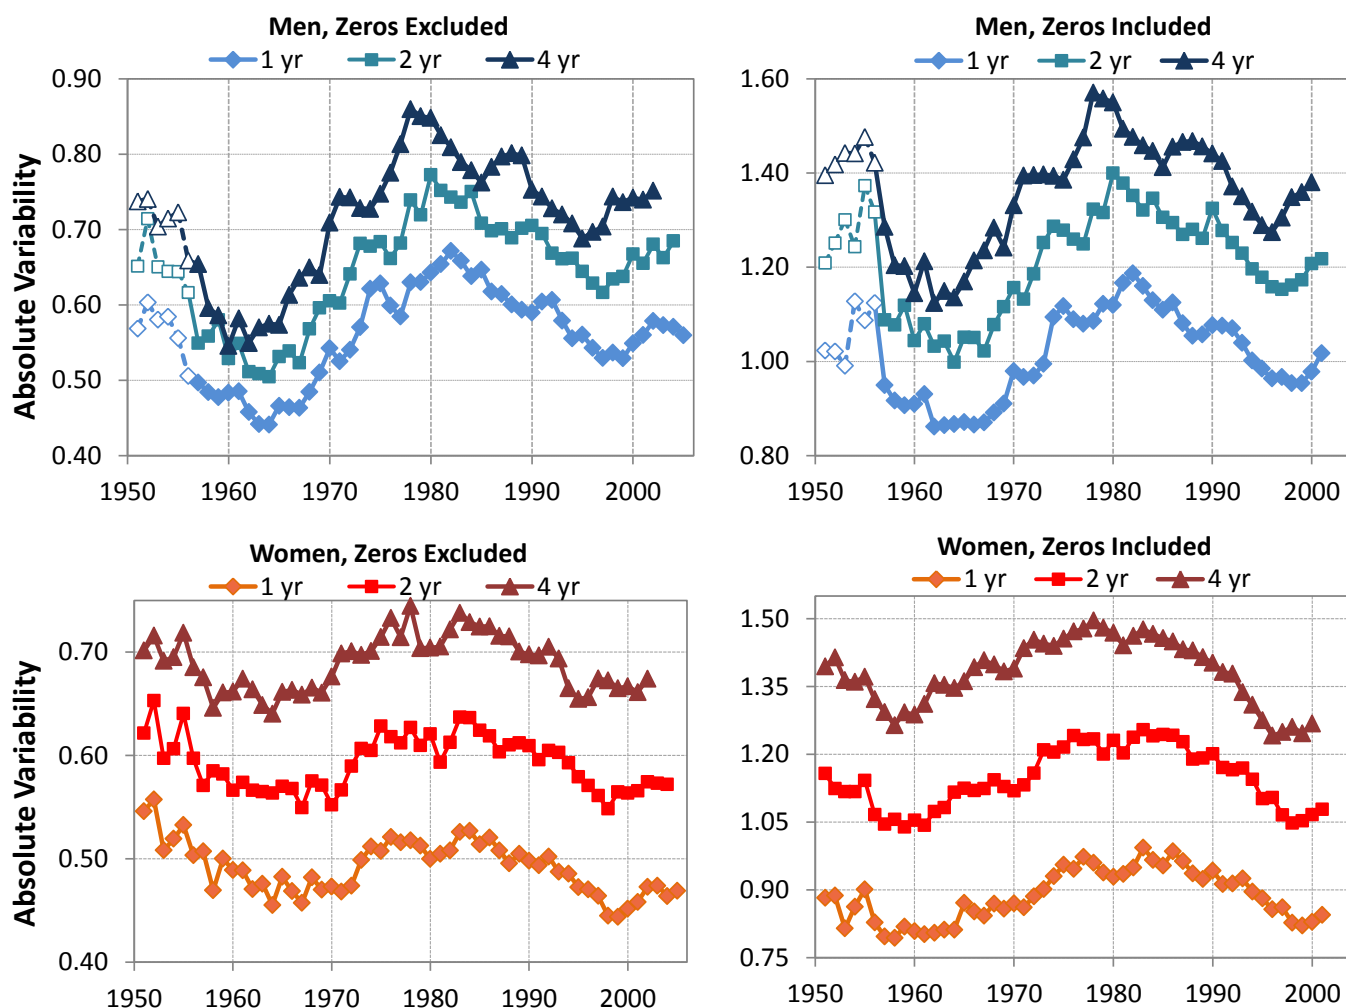 Men, Zeros Excluded
1 yr 2 yr 4 yr
Absolute Variability
0.90
0.80
0.70
0.60
0.50
0.40
1950 1960 1970 1980 1990 2000
Men, Zeros Included
1 yr 2 yr 4 yr
1.60
1.40
1.20
1.00
0.80
1950 1960 1970 1980 1990 2000
Women, Zeros Excluded
1 yr 2 yr 4 yr
Absolute Variability
0.70
0.60
0.50
0.40
1950 1960 1970 1980 1990 2000
Women, Zeros Included
1 yr 2 yr 4 yr
1.50
1.35
1.20
1.05
0.90
0.75
1950 1960 1970 1980 1990 2000